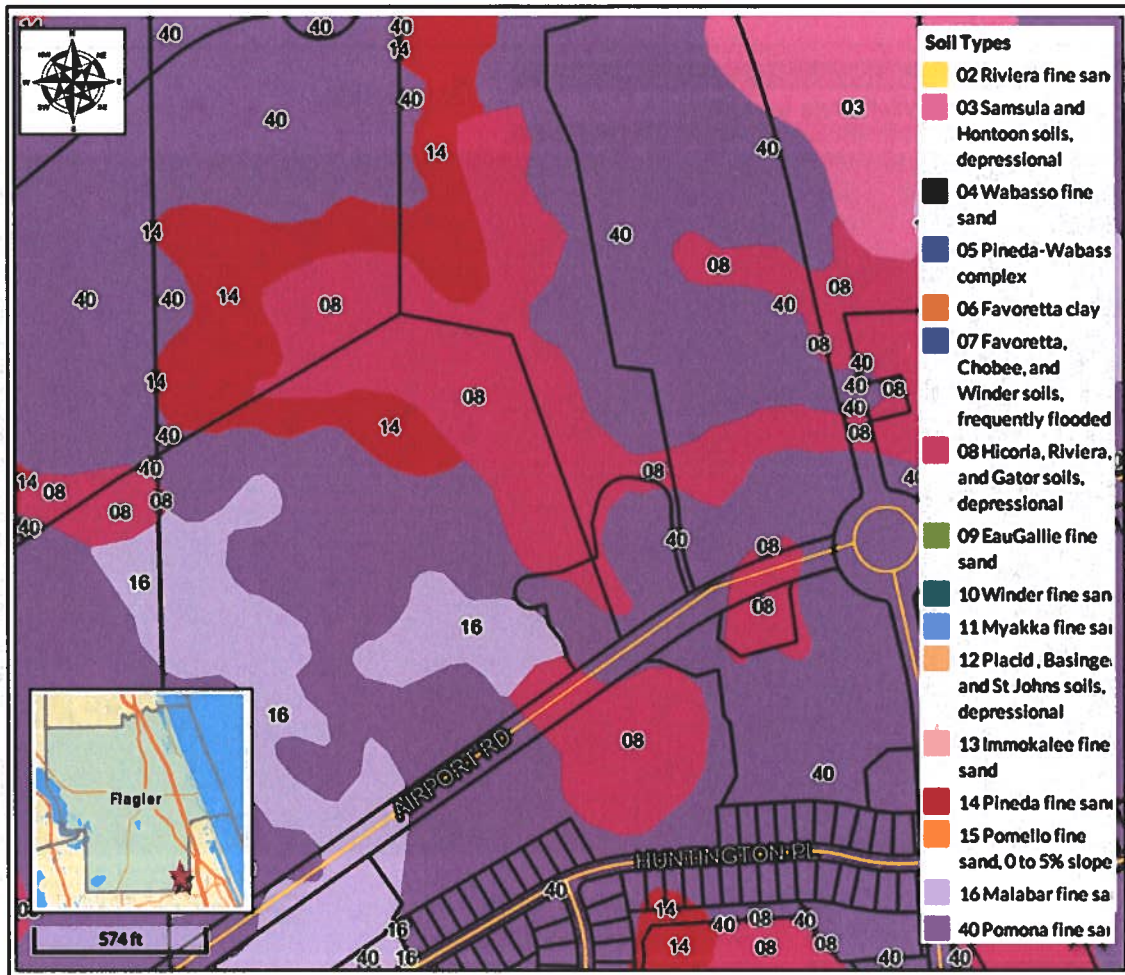 Soil Types
02 Riviera fine san
03 Samsula and
Hontoon soils,
depressional
04 Wabasso fine
sand
05 Pineda-Wabass
complex
06 Favoretta clay
07 Favoretta,
Chobee, and
Winder soils,
frequently flooded
08 Hicoria, Riviera,
and Gator soils,
depressional
09 EauGallie fine
sand
10 Winder fine san
11 Myakka fine sa
12 Placid, Basinge
and St Johns soils,
depressional
13 Immokalee fine
sand
14 Pineda fine san
15 Pomello fine
sand, 0 to 5% slope
16 Malabar fine sa
40 Pomona fine sa
N
E
W
S
40
40
40
14
40
40
14
03
40
14
40
08
40
40
14
08
40
08
08
14
08
40
40
08
40
08
14
40
08
40
14
08
08
08
40
40
40
08
08
16
16
08
16
08
40
AIRPORT RD
HUNTINGTON PL
40
14
14
40
08
40
08
08
16
40
16
40
40
Flagler
574 ft